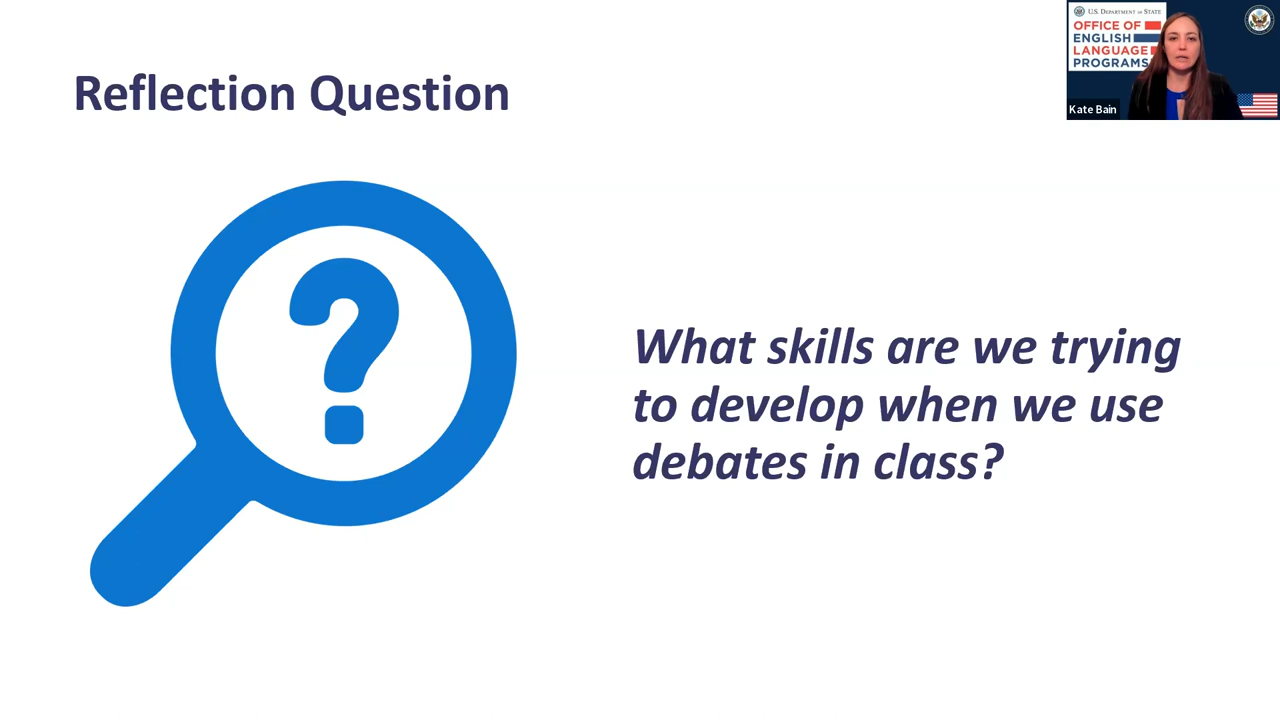 Reflection Question
U.S. DEPARTMENT OF STATE
OFFICE OF
ENGLISH
LANGUAGE
PROGRAMS
Kate Bain
?
What skills are we trying
to develop when we use
debates in class?